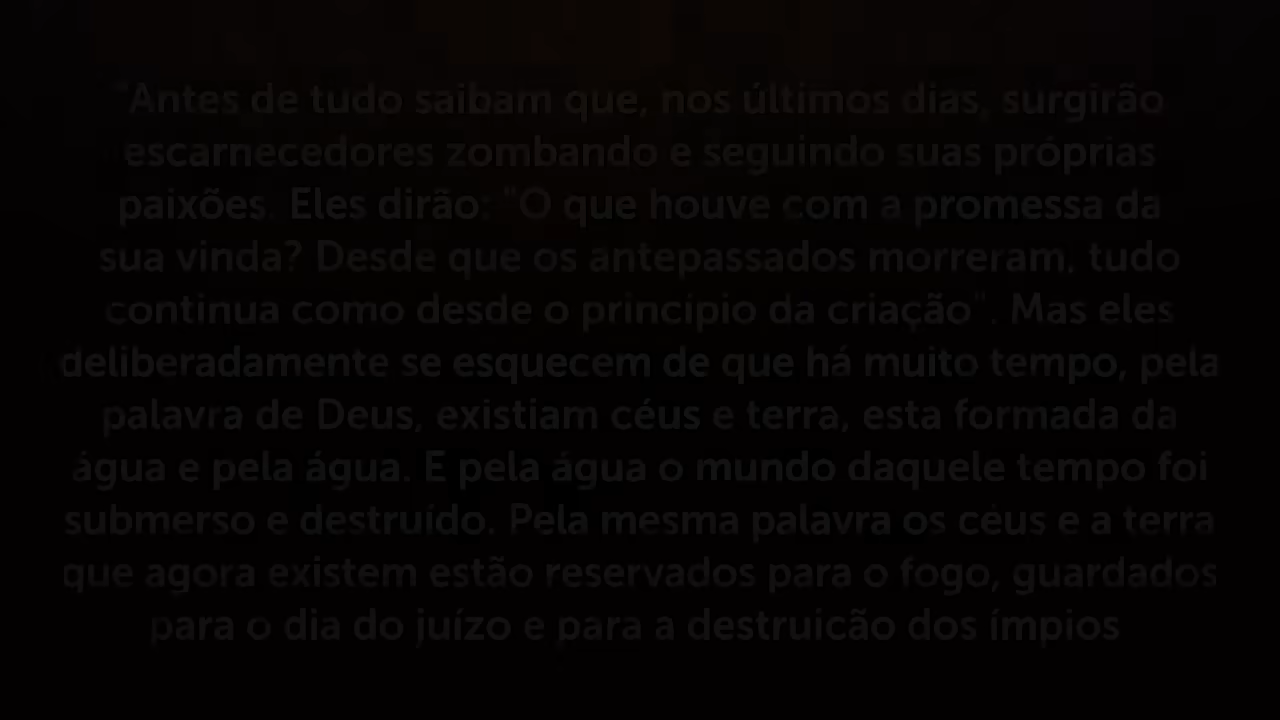 "Antes de tudo saibam que, nos últimos dias, surgirão
escarnecedores zombando e seguindo suas próprias
paixões. Eles dirão: "O que houve com a promessa da
sua vinda? Desde que os antepassados morreram, tudo
continua como desde o princípio da criação". Mas eles
deliberadamente se esquecem de que há muito tempo, pela
palavra de Deus, existiam céus e terra, esta formada da
água e pela água. E pela água o mundo daquele tempo foi
submerso e destruído. Pela mesma palavra os céus e a terra
que agora existem estão reservados para o fogo, guardados
para o dia do juízo e para a destruicão dos ímpios